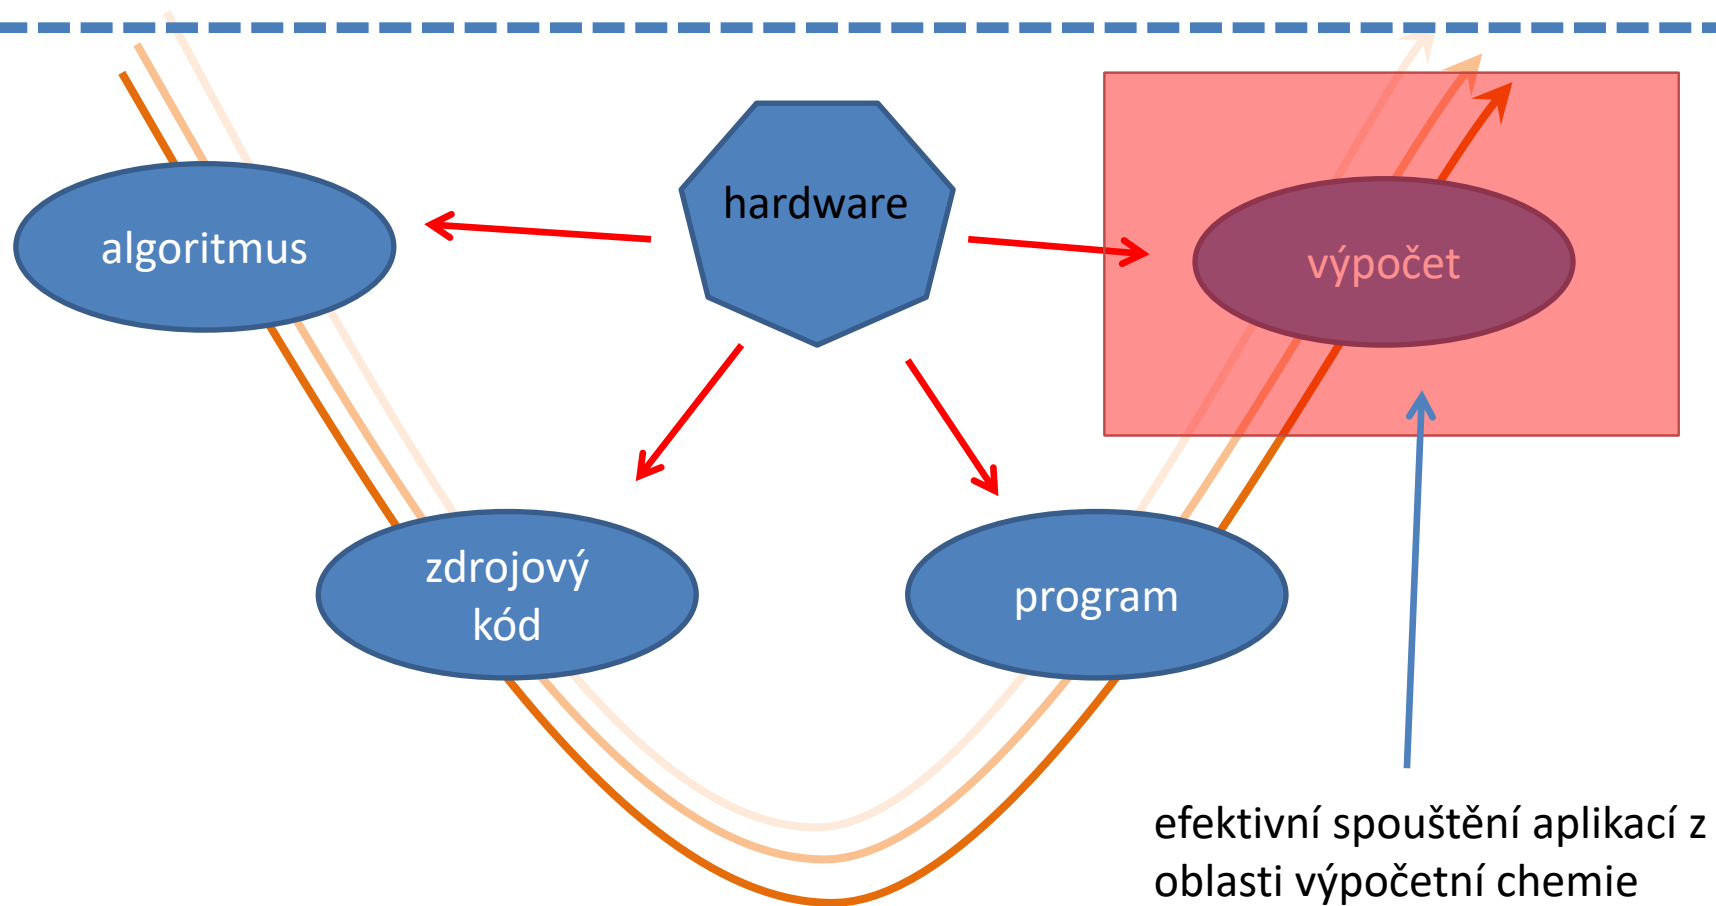 hardware
algoritmus
výpočet
zdrojový
kód
program
efektivní spouštění aplikací z
oblasti výpočetní chemie